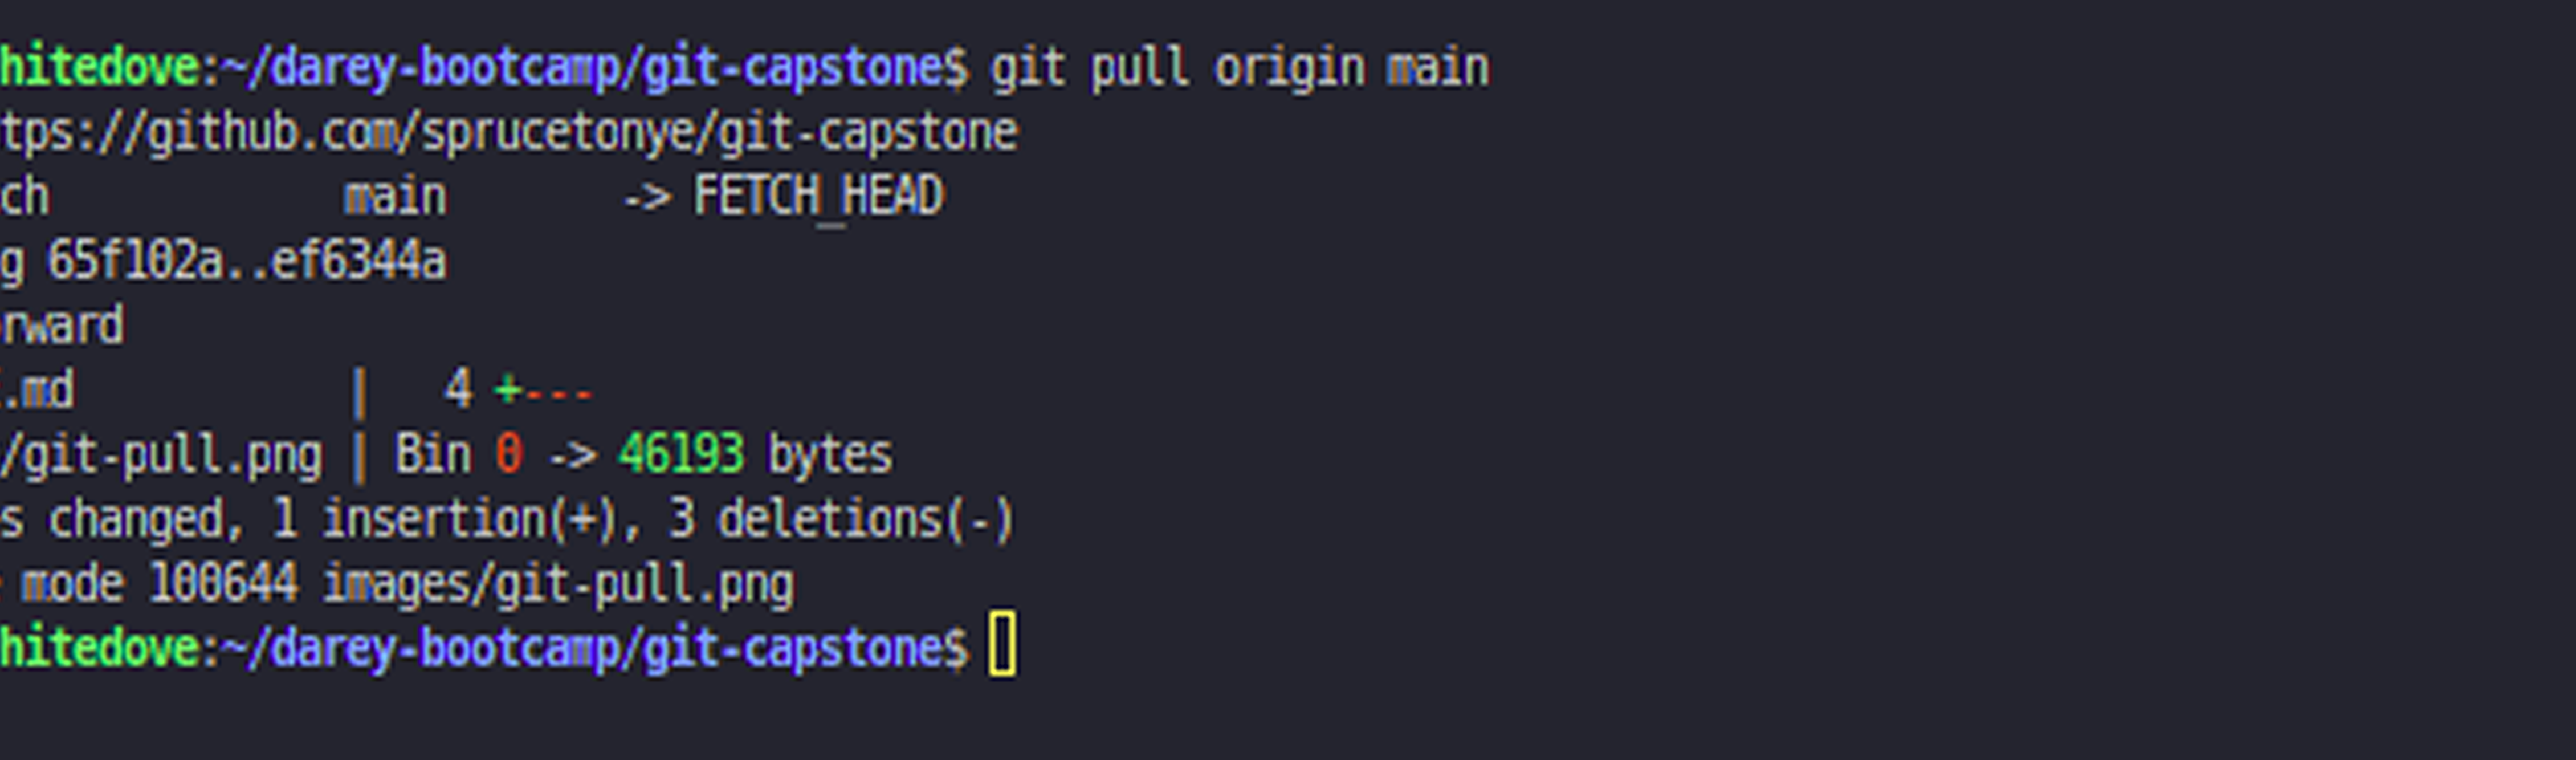 hitedove:~/darey-bootcamp/git-capstone$ git pull origin main
tps://github.com/sprucetonye/git-capstone
ch            main       -> FETCH_HEAD
g 65f102a..ef6344a
rward
.md           |   4 +---
/git-pull.png | Bin 0 -> 46193 bytes
s changed, 1 insertion(+), 3 deletions(-)
mode 100644 images/git-pull.png
hitedove:~/darey-bootcamp/git-capstone$